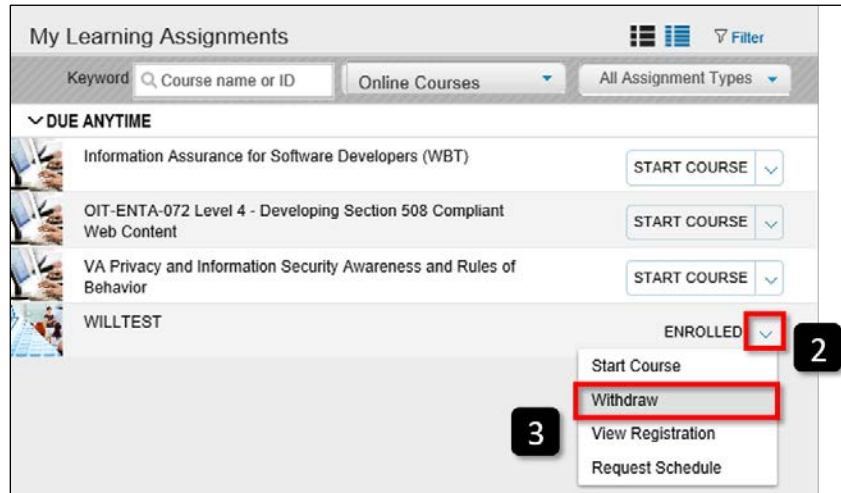 My Learning Assignments
Filter
Keyword Course name or ID Online Courses All Assignment Types
DUE ANYTIME
Information Assurance for Software Developers (WBT)
START COURSE
OIT-ENTA-072 Level 4 - Developing Section 508 Compliant
Web Content
START COURSE
VA Privacy and Information Security Awareness and Rules of
Behavior
START COURSE
WILLTEST
ENROLLED
2
Start Course
Withdraw
3
View Registration
Request Schedule